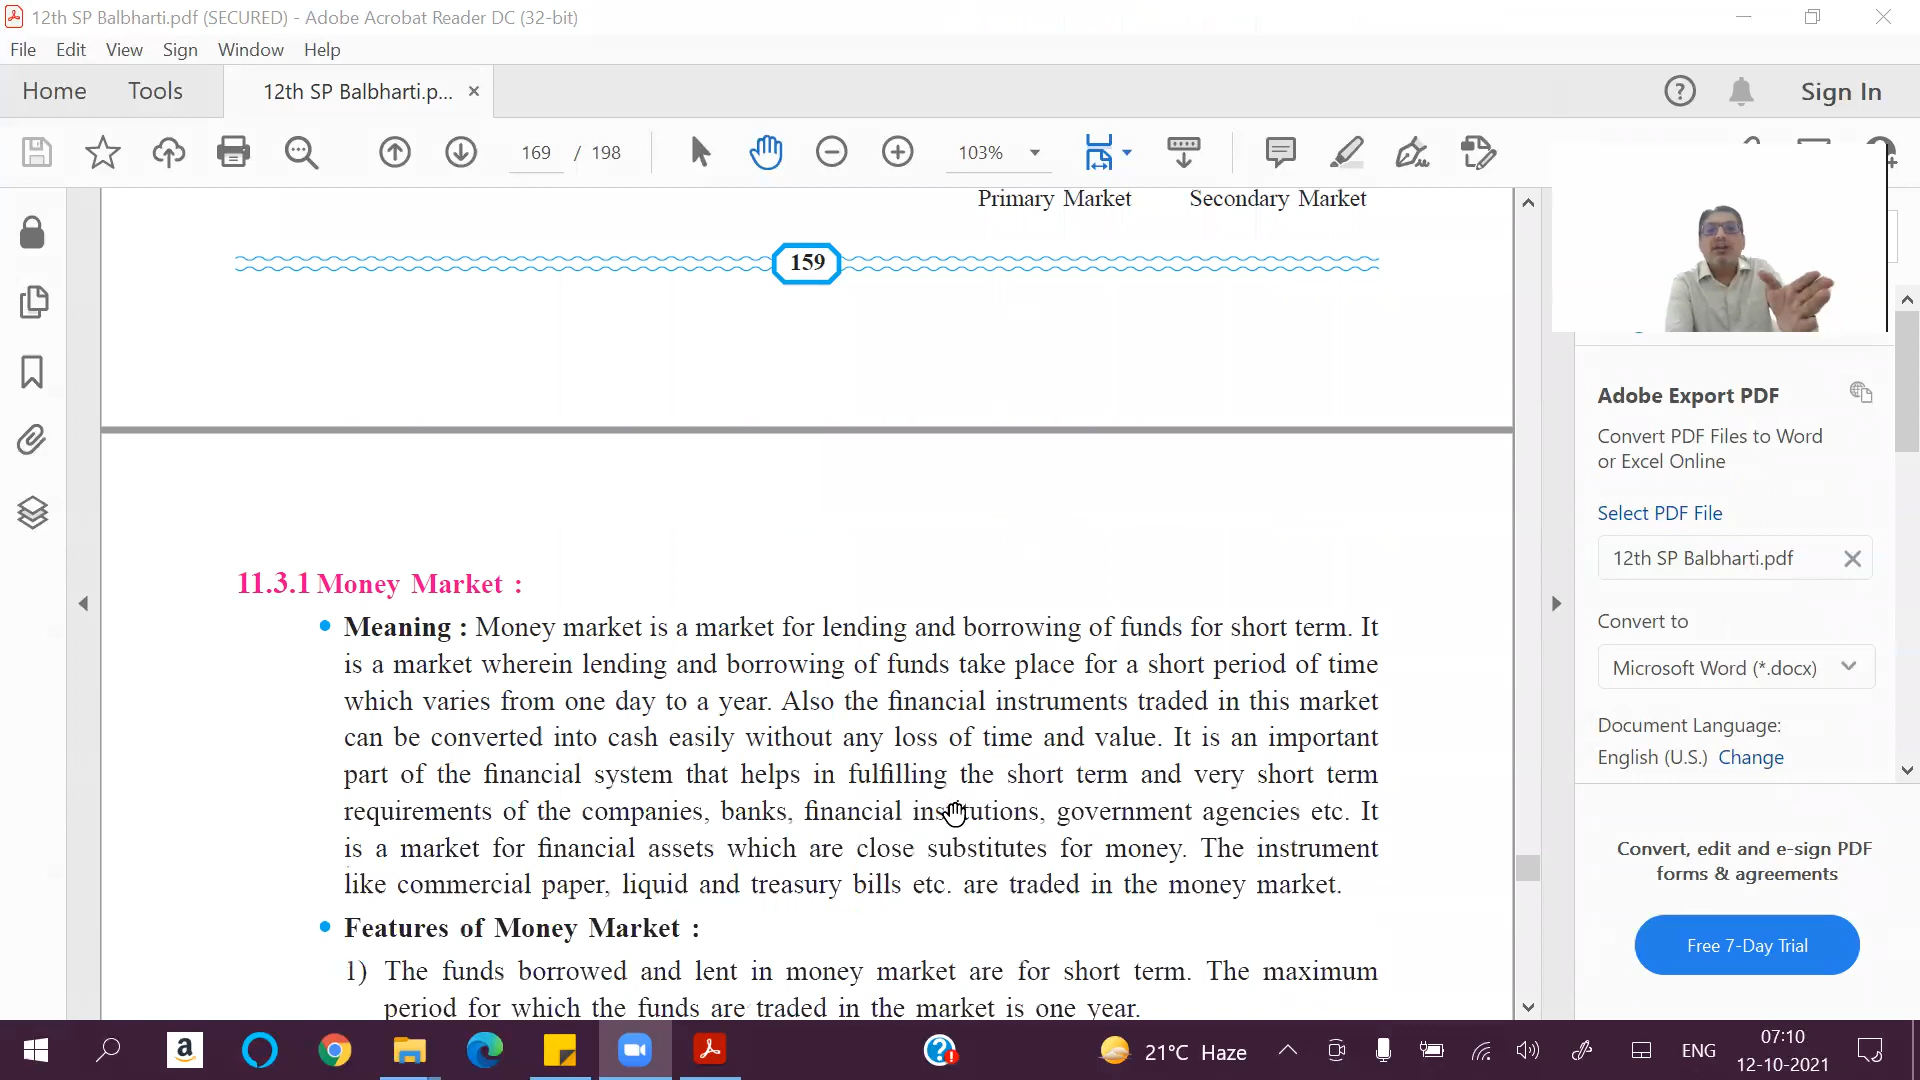 12th SP Balbharti.pdf (SECURED) - Adobe Acrobat Reader DC (32-bit)
File Edit View Sign Window Help
Home Tools 12th SP Balbharti.p... Sign In
169 / 198 103%
Primary Market Secondary Market
159
11.3.1 Money Market :
Meaning : Money market is a market for lending and borrowing of funds for short term. It
is a market wherein lending and borrowing of funds take place for a short period of time
which varies from one day to a year. Also the financial instruments traded in this market
can be converted into cash easily without any loss of time and value. It is an important
part of the financial system that helps in fulfilling the short term and very short term
requirements of the companies, banks, financial institutions, government agencies etc. It
is a market for financial assets which are close substitutes for money. The instrument
like commercial paper, liquid and treasury bills etc. are traded in the money market.
Features of Money Market :
1) The funds borrowed and lent in money market are for short term. The maximum
period for which the funds are traded in the market is one year.
Adobe Export PDF
Convert PDF Files to Word
or Excel Online
Select PDF File
12th SP Balbharti.pdf
Convert to
Microsoft Word (*.docx)
Document Language:
English (U.S.) Change
Convert, edit and e-sign PDF
forms & agreements
Free 7-Day Trial
21°C Haze
ENG
07:10
12-10-2021